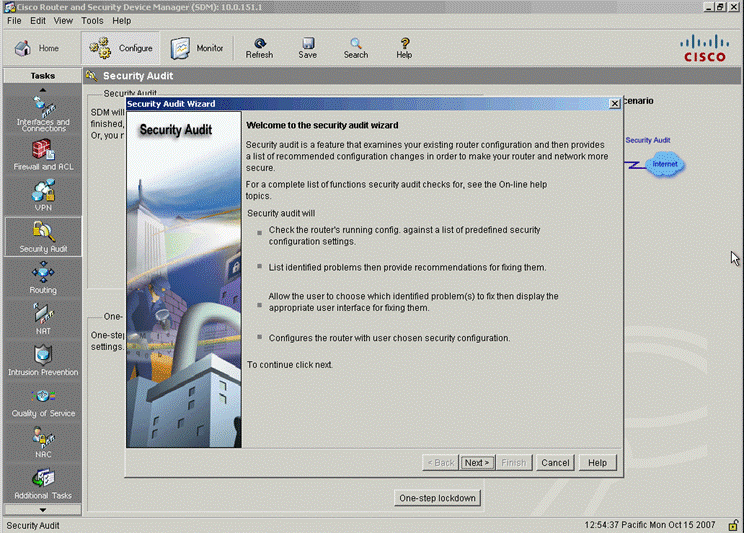 Cisco Router and Security Device Manager (SDM): 10.0.151.1
File Edit View Tools Help
Home Configure Monitor Refresh Save Search Help
CISCO
Tasks
Security Audit
Interfaces and
Connections
Firewall and ACL
VPN
Security Audit
Routing
NAT
Intrusion Prevention
Quality of Service
NAC
Additional Tasks
Security Audit
SDM will
finished,
Or, you
One-
One-step
settings.
cenario
Security Audit
Internet
Security Audit Wizard
Security Audit
Welcome to the security audit wizard
Security audit is a feature that examines your existing router configuration and then provides
a list of recommended configuration changes in order to make your router and network more
secure.
For a complete list of functions security audit checks for, see the On-line help
topics.
Security audit will
Check the router's running config. against a list of predefined security
configuration settings.
List identified problems then provide recommendations for fixing them.
Allow the user to choose which identified problem(s) to fix then display the
appropriate user interface for fixing them.
Configures the router with user chosen security configuration.
To continue click next.
< Back Next > Finish Cancel Help
One-step lockdown
Security Audit
12:54:37 Pacific Mon Oct 15 2007